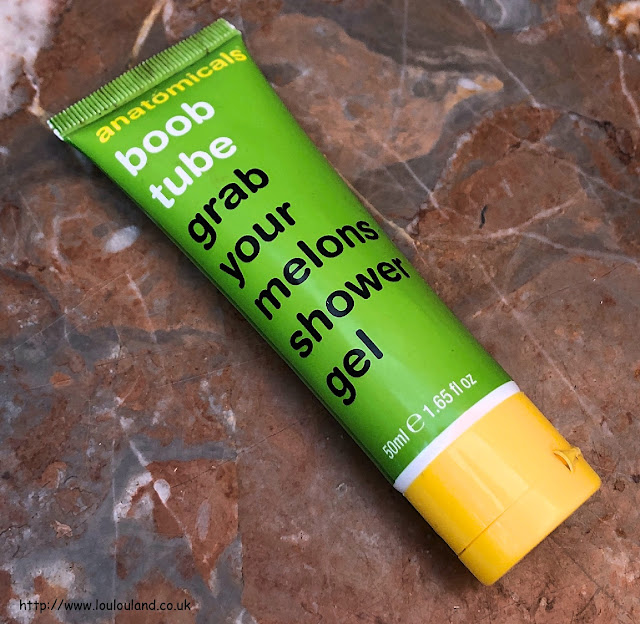 anatomicals
boob
tube
grab
your
melons
shower
gel
50ml ℮ 1.65 fl oz
http://www.loulouland.co.uk